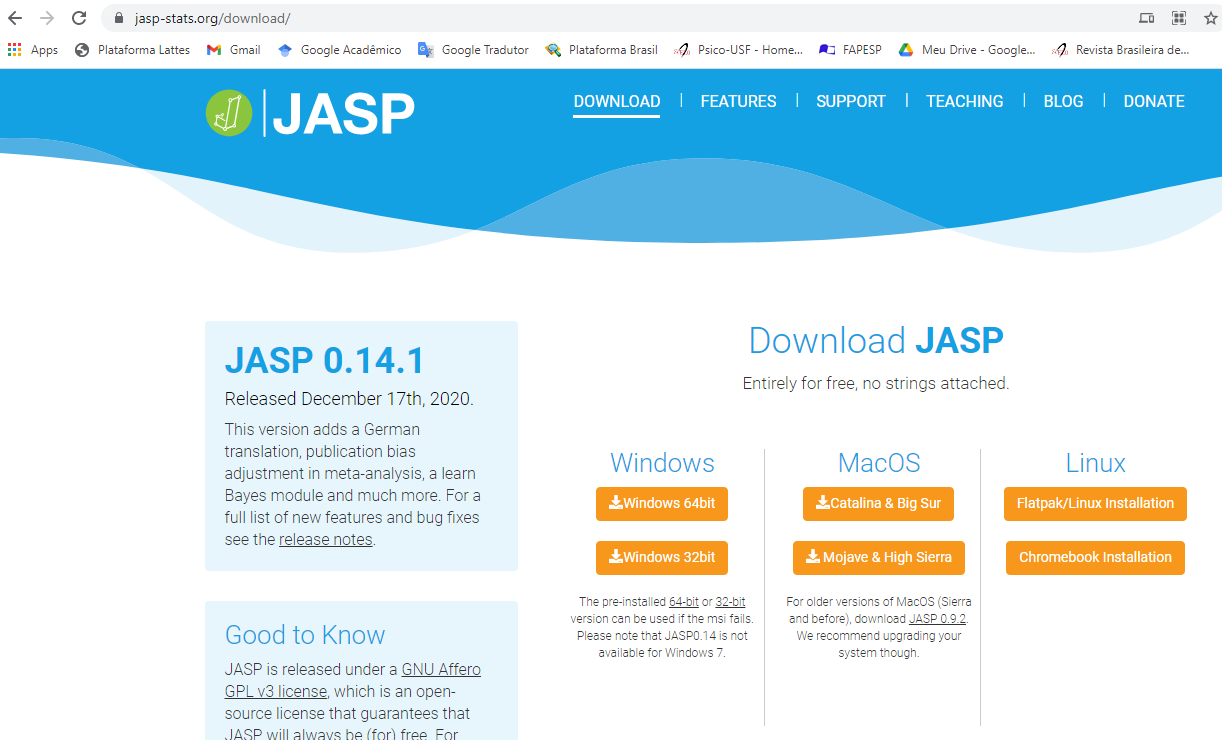 jasp-stats.org/download/
Apps
Plataforma Lattes
Gmail
Google Acadêmico
Google Tradutor
Plataforma Brasil
Psico-USF - Home...
FAPESP
Meu Drive - Google...
Revista Brasileira de...
JASP
DOWNLOAD | FEATURES | SUPPORT | TEACHING | BLOG | DONATE
JASP 0.14.1
Released December 17th, 2020.
This version adds a German
translation, publication bias
adjustment in meta-analysis, a learn
Bayes module and much more. For a
full list of new features and bug fixes
see the release notes.
Good to Know
JASP is released under a GNU Affero
GPL v3 license, which is an open-
source license that guarantees that
JASP will always be (for) free. For
Download JASP
Entirely for free, no strings attached.
Windows
Windows 64bit
Windows 32bit
The pre-installed 64-bit or 32-bit
version can be used if the msi fails.
Please note that JASP0.14 is not
available for Windows 7.
MacOS
Catalina & Big Sur
Mojave & High Sierra
For older versions of MacOS (Sierra
and before), download JASP 0.9.2.
We recommend upgrading your
system though.
Linux
Flatpak/Linux Installation
Chromebook Installation